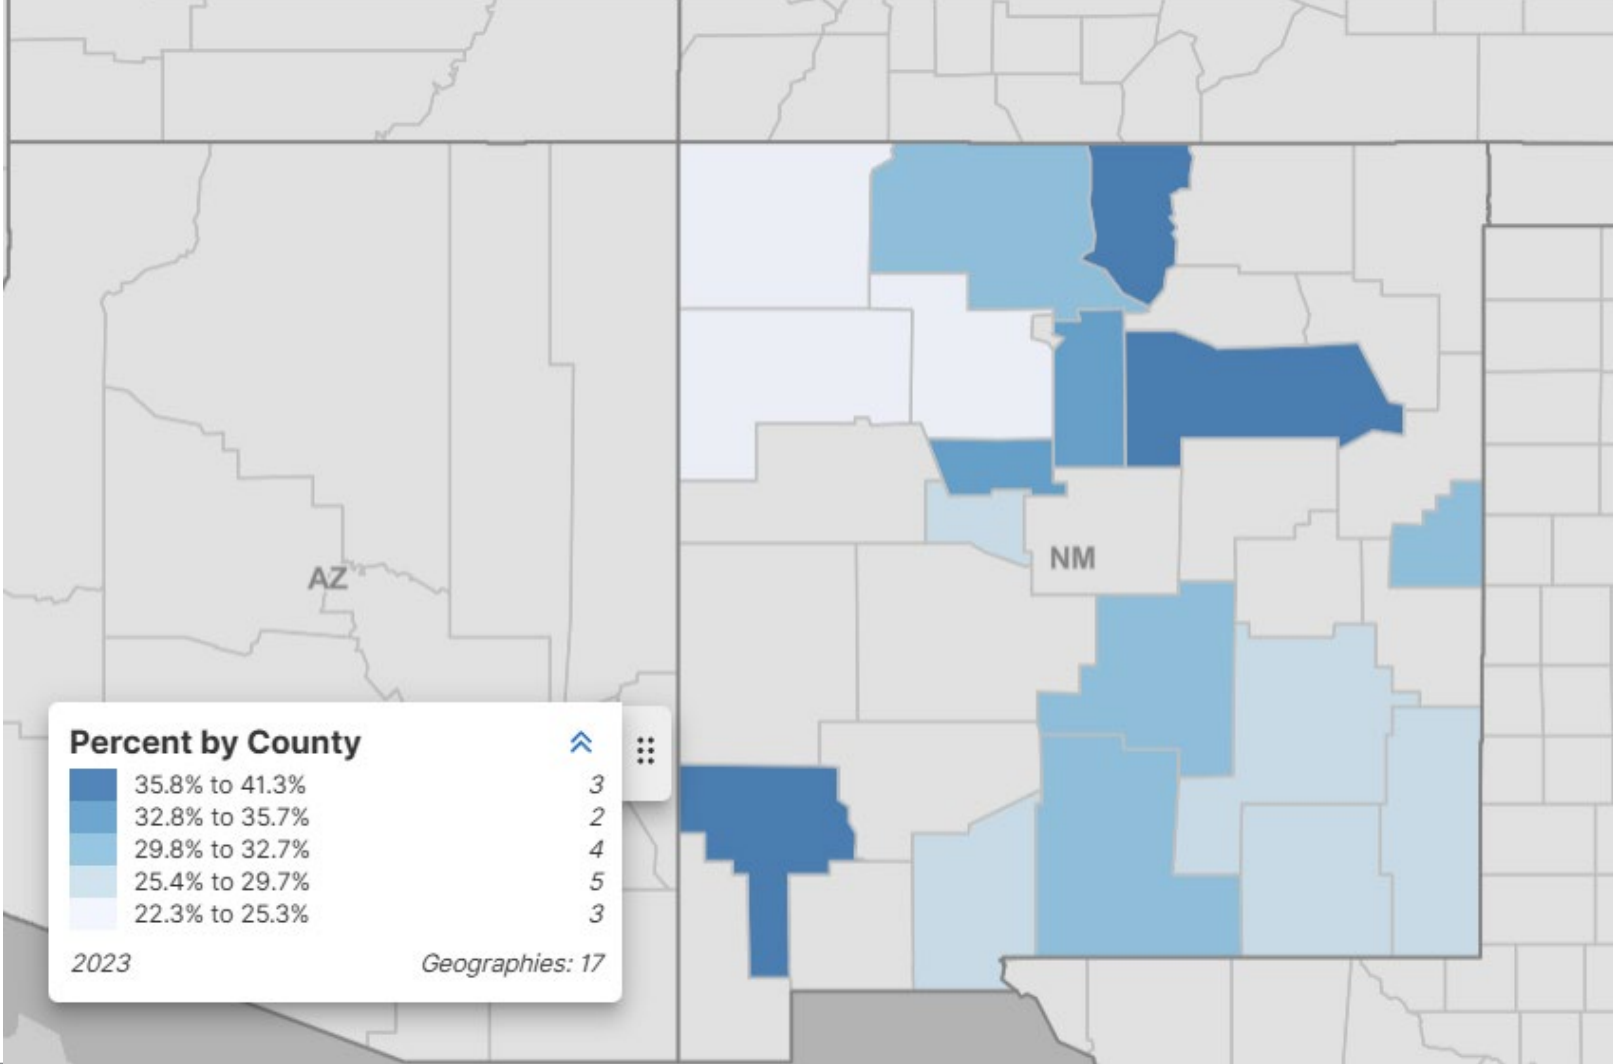 NM
AZ
Percent by County
35.8% to 41.3% 3
32.8% to 35.7% 2
29.8% to 32.7% 4
25.4% to 29.7% 5
22.3% to 25.3% 3
2023 Geographies: 17